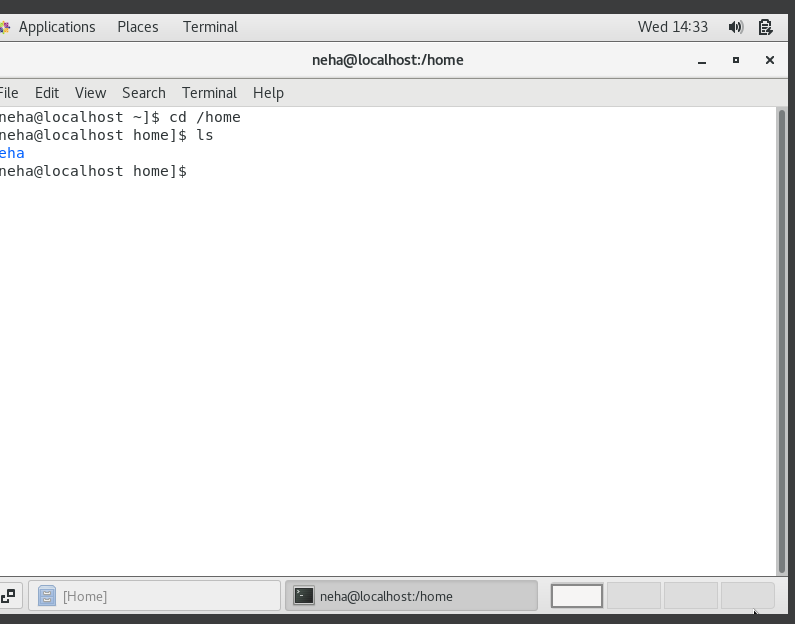 Applications Places Terminal Wed 14:33
neha@localhost:/home
File Edit View Search Terminal Help
neha@localhost ~]$ cd /home
neha@localhost home]$ ls
eha
neha@localhost home]$
[Home] neha@localhost:/home